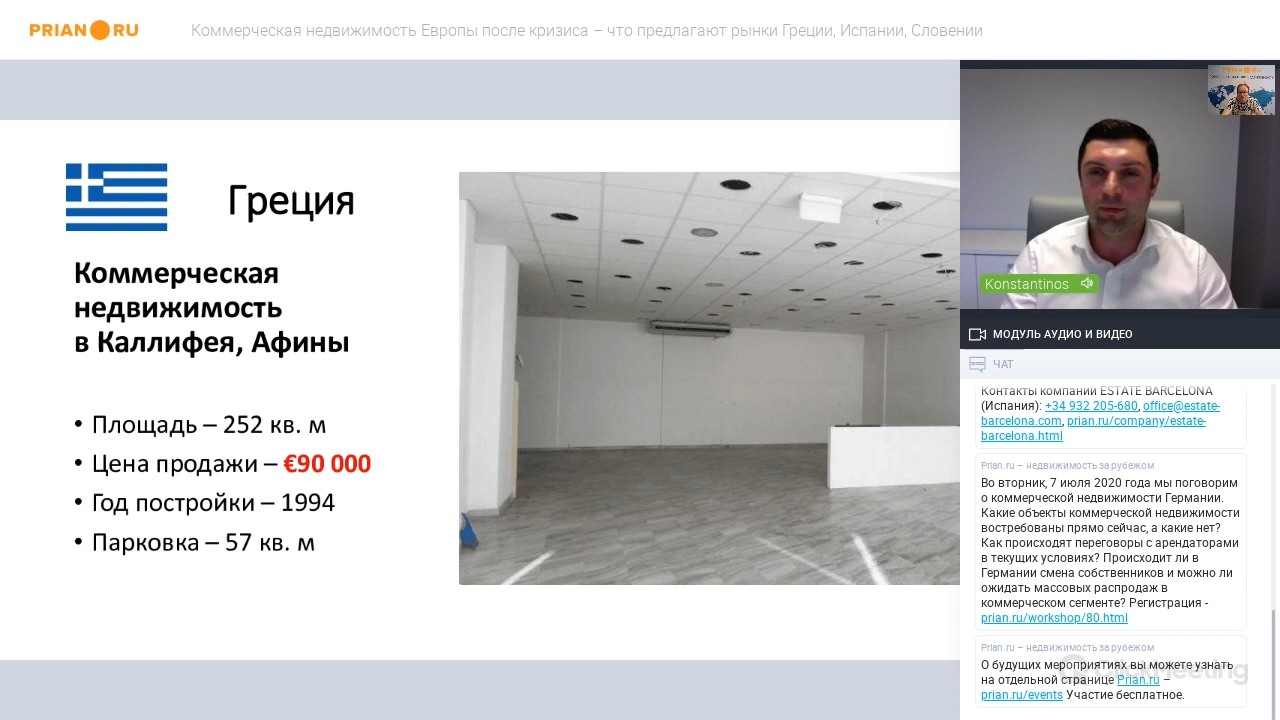 PRIAN RU
Коммерческая недвижимость Европы после кризиса – что предлагают рынки Греции, Испании, Словении
Греция
Коммерческая
недвижимость
в Каллифея, Афины
• Площадь – 252 кв. м
• Цена продажи – €90 000
• Год постройки – 1994
• Парковка – 57 кв. м
PRIAN RU
Konstantinos
МОДУЛЬ АУДИО И ВИДЕО
ЧАТ
Контакты компании ESTATE BARCELONA
(Испания): +34 932 205-680, office@estate-
barcelona.com, prian.ru/company/estate-
barcelona.html
Prian.ru – недвижимость за рубежом
Во вторник, 7 июля 2020 года мы поговорим
о коммерческой недвижимости Германии.
Какие объекты коммерческой недвижимости
востребованы прямо сейчас, а какие нет?
Как происходят переговоры с арендаторами
в текущих условиях? Происходит ли в
Германии смена собственников и можно ли
ожидать массовых распродаж в
коммерческом сегменте? Регистрация -
prian.ru/workshop/80.html
Prian.ru – недвижимость за рубежом
О будущих мероприятиях вы можете узнать
на отдельной странице Prian.ru –
prian.ru/events Участие бесплатное.
ClickMeeting